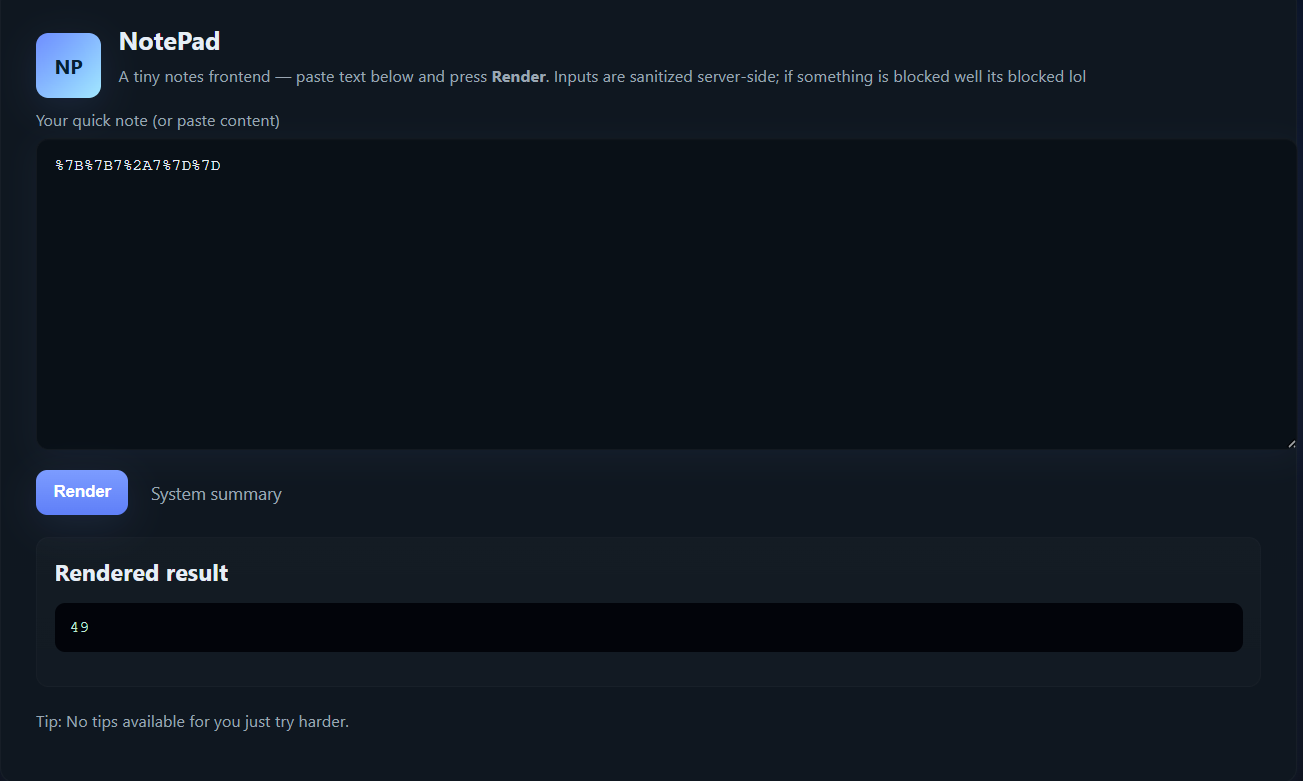 NP
NotePad
A tiny notes frontend — paste text below and press Render. Inputs are sanitized server-side; if something is blocked well its blocked lol
Your quick note (or paste content)
%7B%7B7%2A7%7D%7D
Render
System summary
Rendered result
49
Tip: No tips available for you just try harder.